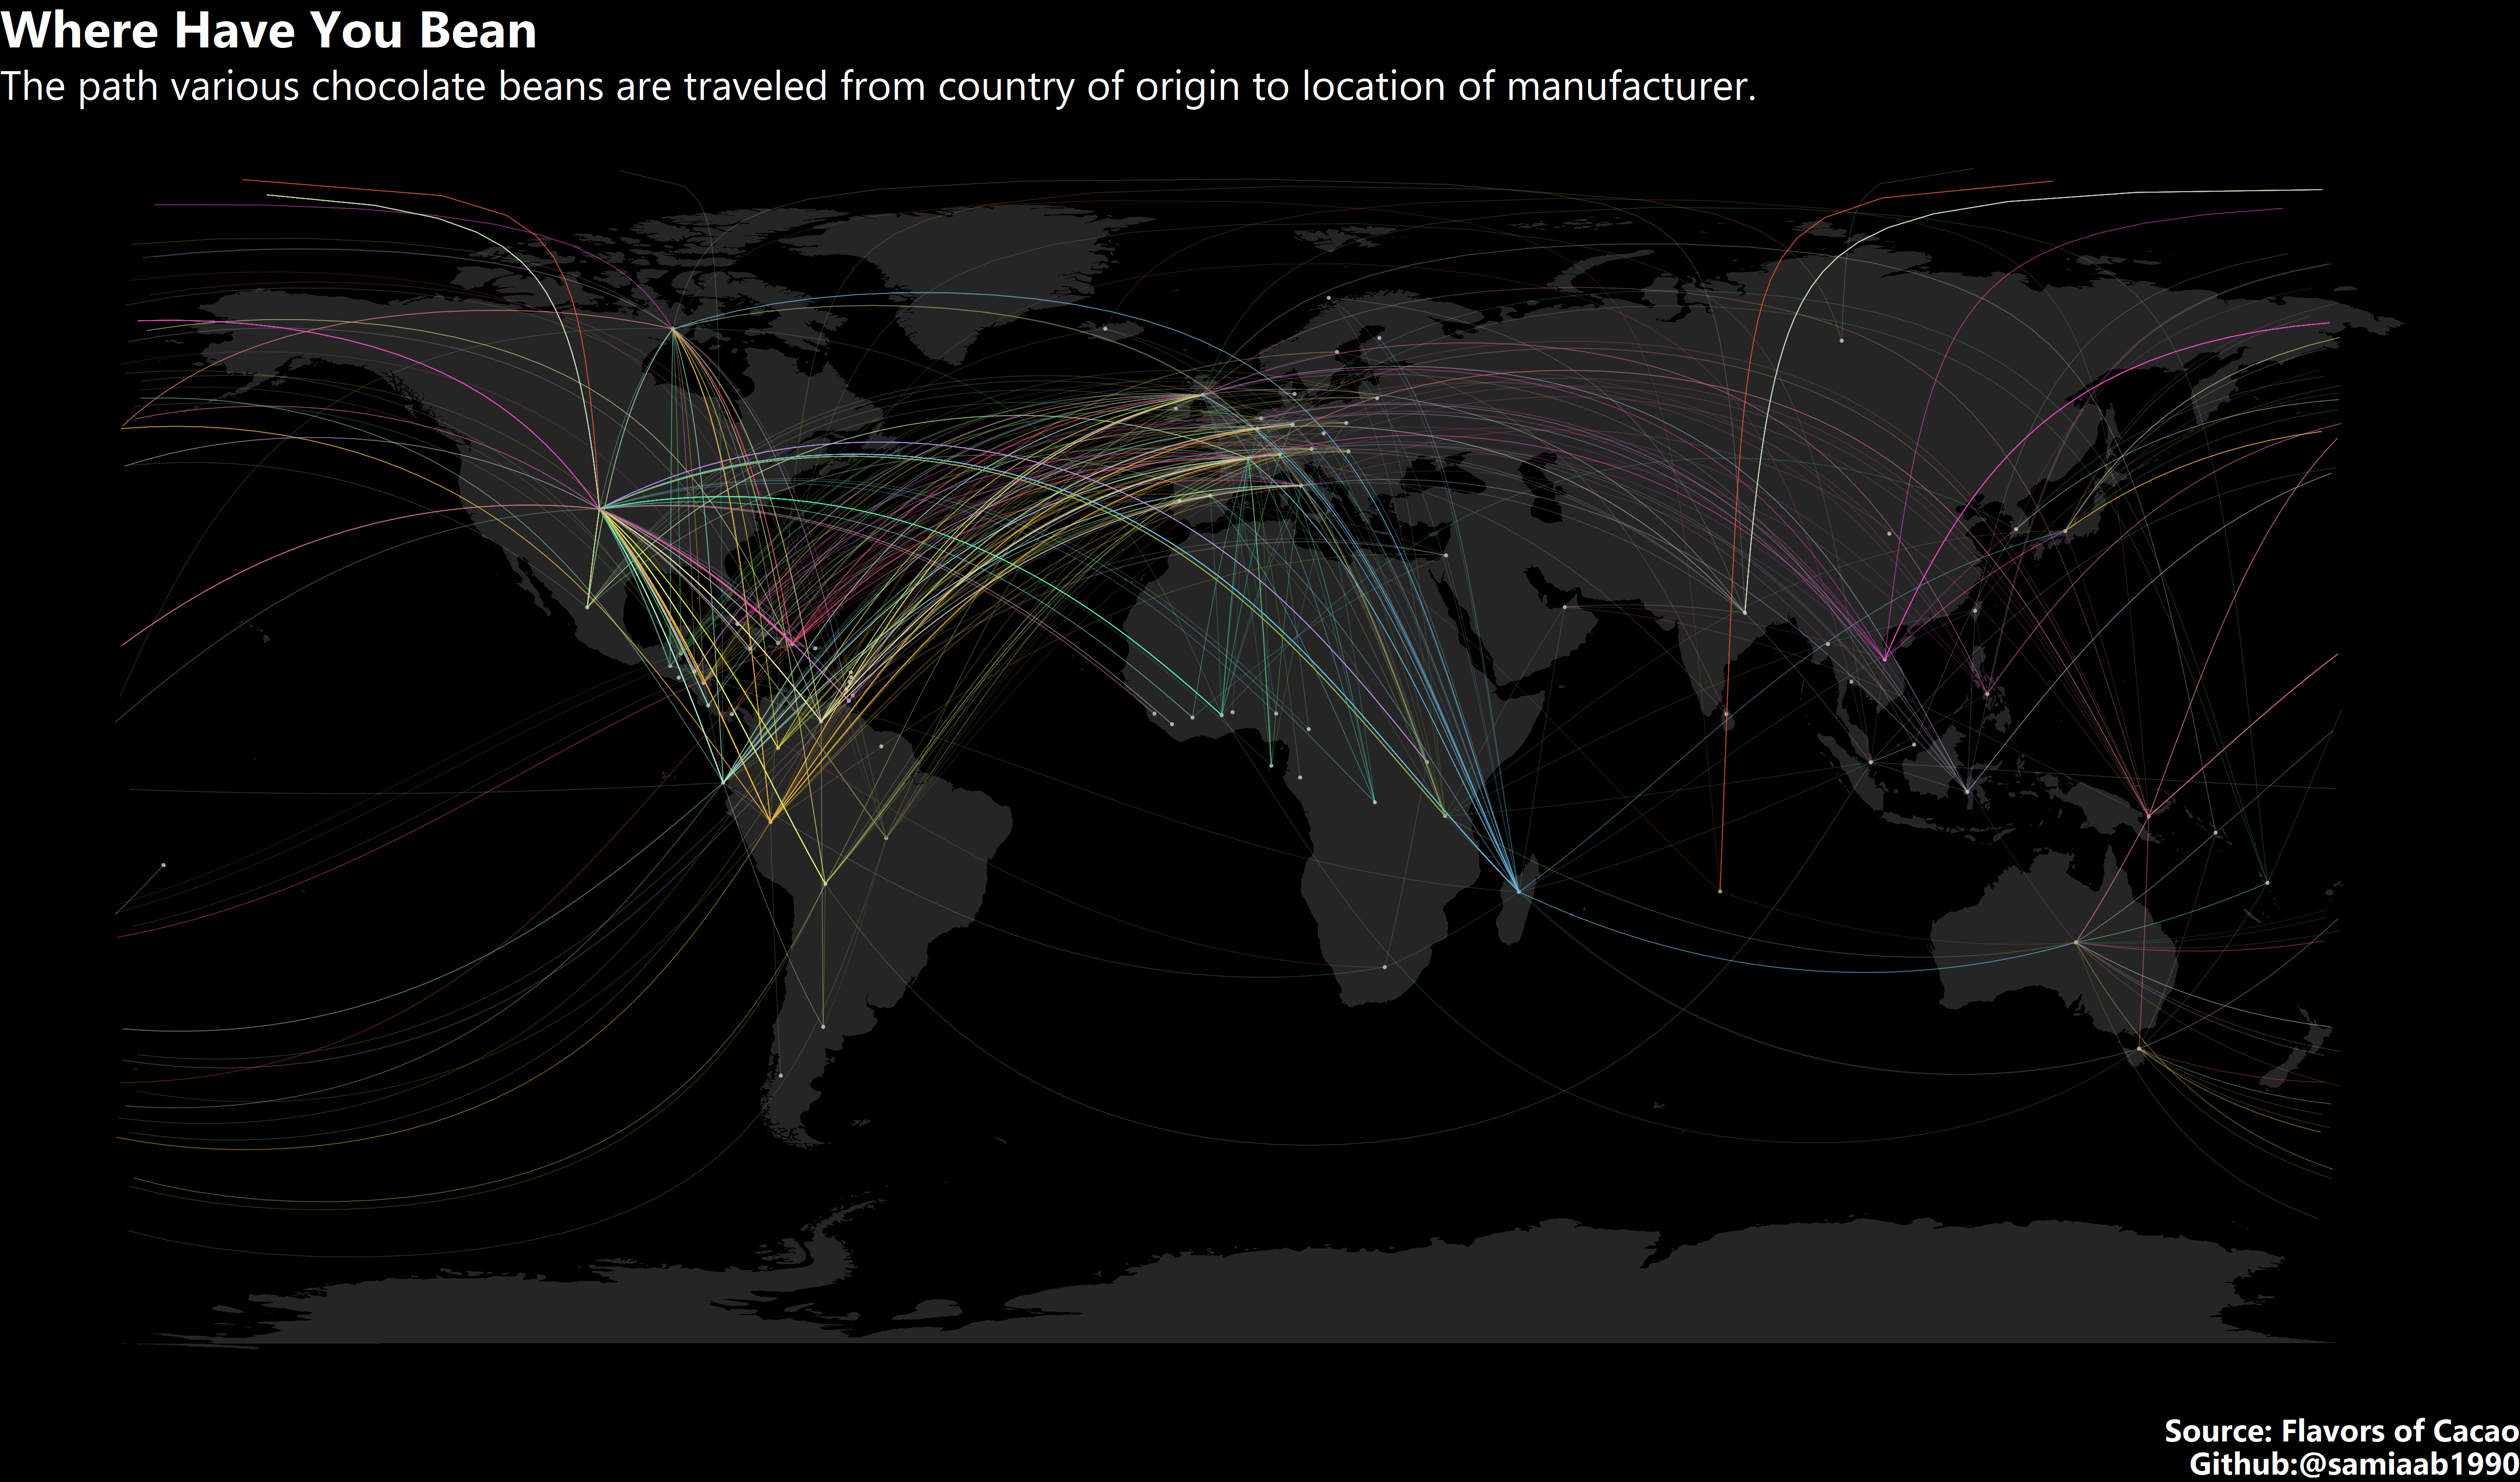 Where Have You Bean
The path various chocolate beans are traveled from country of origin to location of manufacturer.
Source: Flavors of Cacao
Github:@samiaab1990